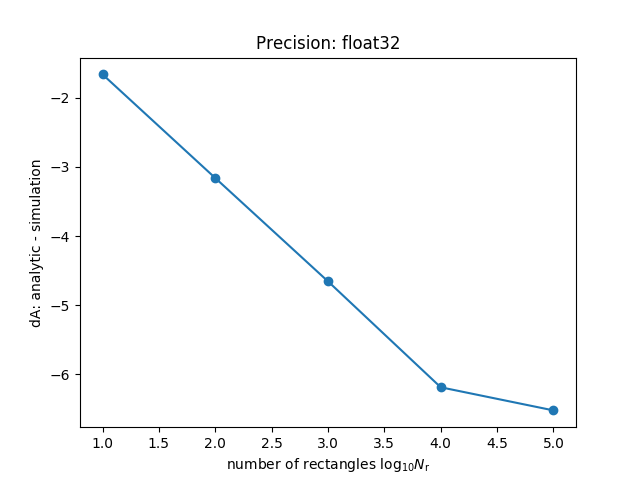 Precision: float32
−2
−3
−4
−5
−6
dA: analytic - simulation
1.0 1.5 2.0 2.5 3.0 3.5 4.0 4.5 5.0
number of rectangles log₁₀Nᵣ